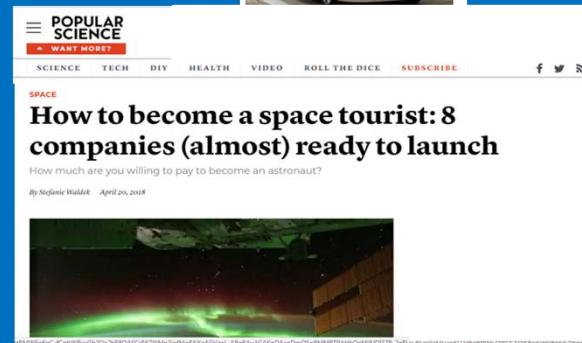 POPULAR
SCIENCE
WANT MORE?
SCIENCE TECH DIY HEALTH VIDEO ROLL THE DICE SUBSCRIBE
SPACE
How to become a space tourist: 8
companies (almost) ready to launch
How much are you willing to pay to become an astronaut?
By Stefanie Waldek April 20, 2018